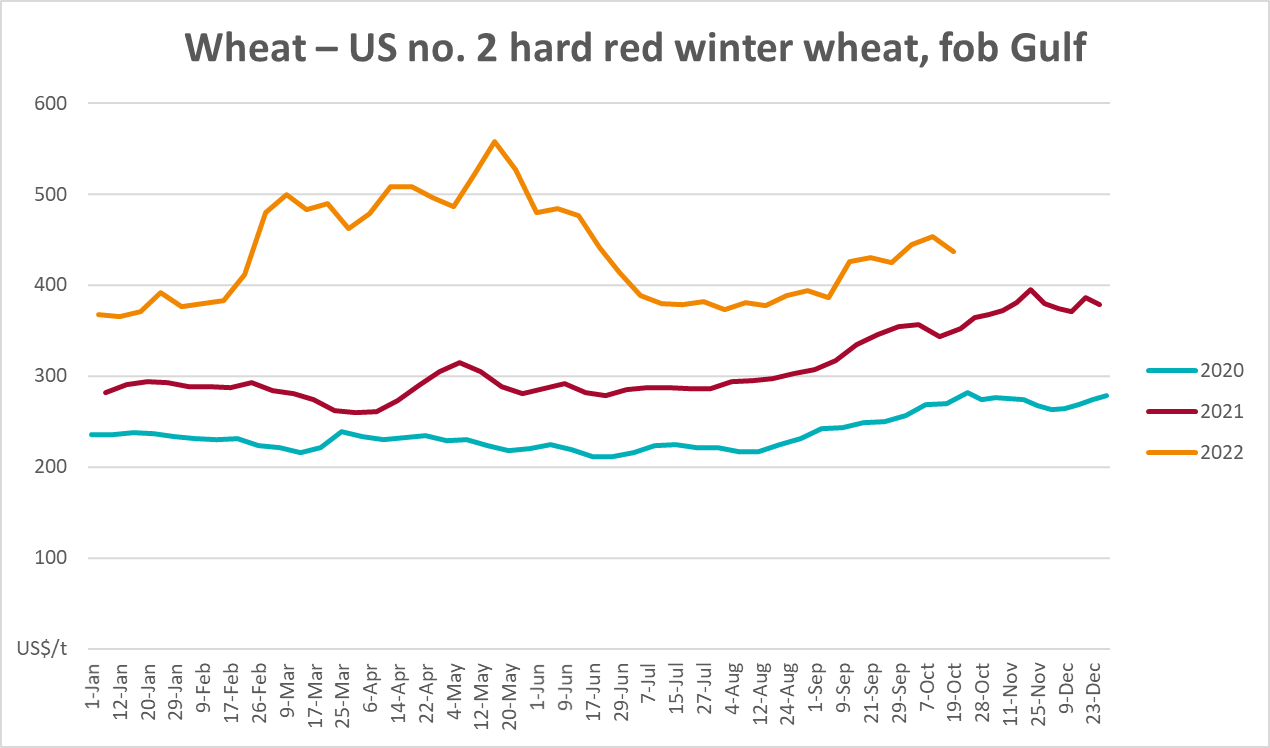 Wheat – US no. 2 hard red winter wheat, fob Gulf
600
500
400
300
200
100
US$/t
1-Jan
12-Jan
20-Jan
29-Jan
9-Feb
17-Feb
26-Feb
9-Mar
17-Mar
25-Mar
6-Apr
14-Apr
22-Apr
4-May
12-May
20-May
1-Jun
9-Jun
17-Jun
29-Jun
7-Jul
15-Jul
27-Jul
4-Aug
12-Aug
24-Aug
1-Sep
9-Sep
21-Sep
29-Sep
7-Oct
19-Oct
28-Oct
11-Nov
25-Nov
9-Dec
23-Dec
2020
2021
2022